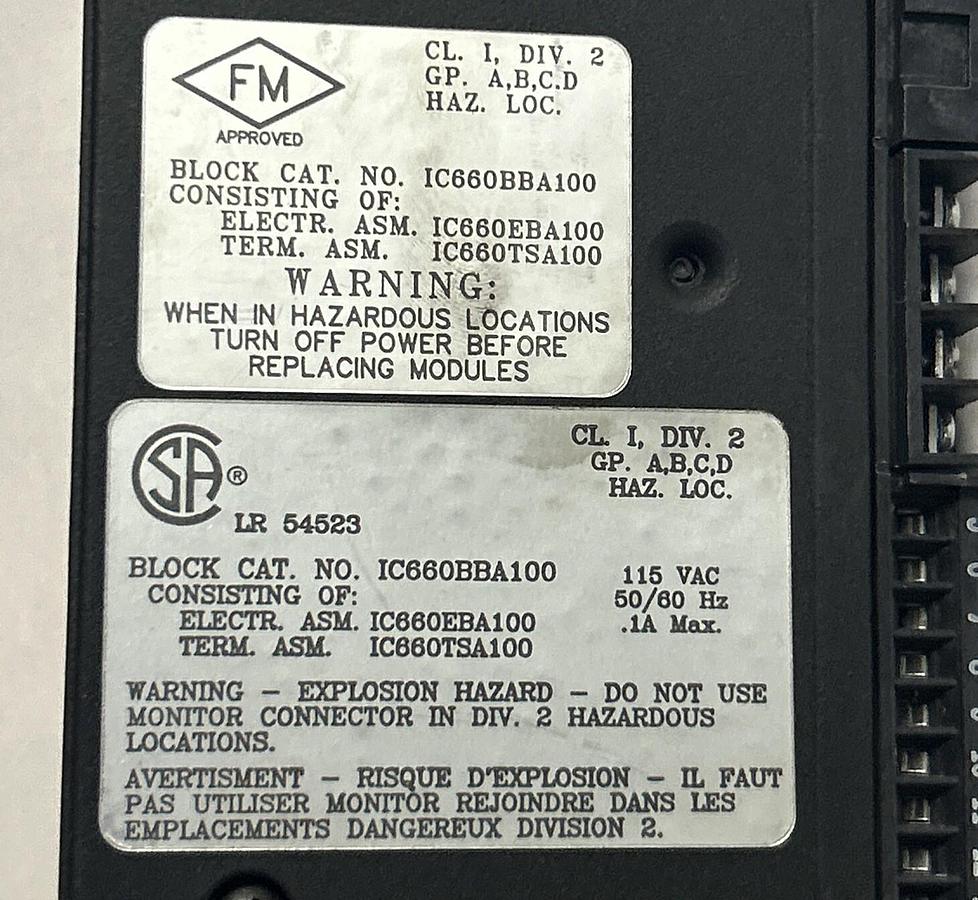 FM
APPROVED
CL. I, DIV. 2
GP. A,B,C.D
HAZ. LOC.
BLOCK CAT. NO. IC660BBA100
CONSISTING OF:
ELECTR. ASM. IC660EBA100
TERM. ASM. IC660TSA100
WARNING:
WHEN IN HAZARDOUS LOCATIONS
TURN OFF POWER BEFORE
REPLACING MODULES
SA®
LR 54523
CL. I, DIV. 2
GP. A,B,C,D
HAZ. LOC.
BLOCK CAT. NO. IC660BBA100
CONSISTING OF:
ELECTR. ASM. IC660EBA100
TERM. ASM. IC660TSA100
115 VAC
50/60 Hz
.1A Max.
WARNING – EXPLOSION HAZARD – DO NOT USE
MONITOR CONNECTOR IN DIV. 2 HAZARDOUS
LOCATIONS.
AVERTISMENT – RISQUE D'EXPLOSION – IL FAUT
PAS UTILISER MONITOR REJOINDRE DANS LES
EMPLACEMENTS DANGEREUX DIVISION 2.